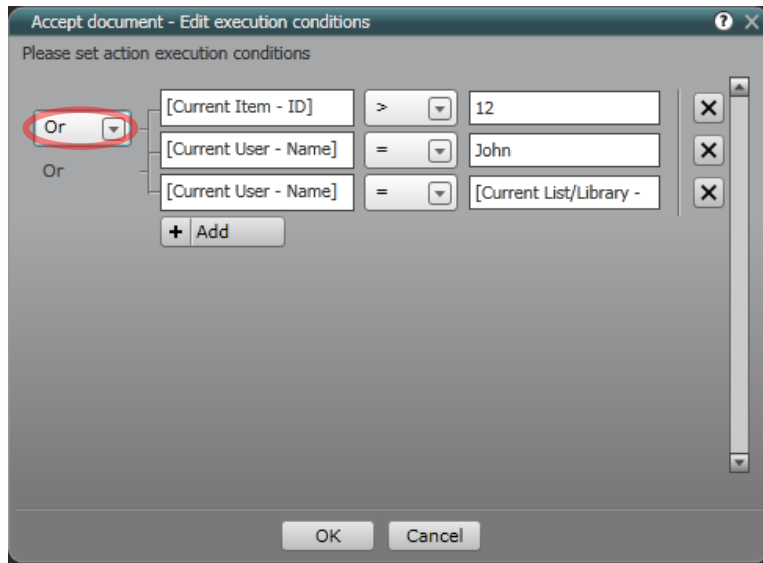 Accept document - Edit execution conditions
Please set action execution conditions
Or [Current Item - ID] > 12
[Current User - Name] = John
Or
[Current User - Name] = [Current List/Library -
+ Add
OK Cancel